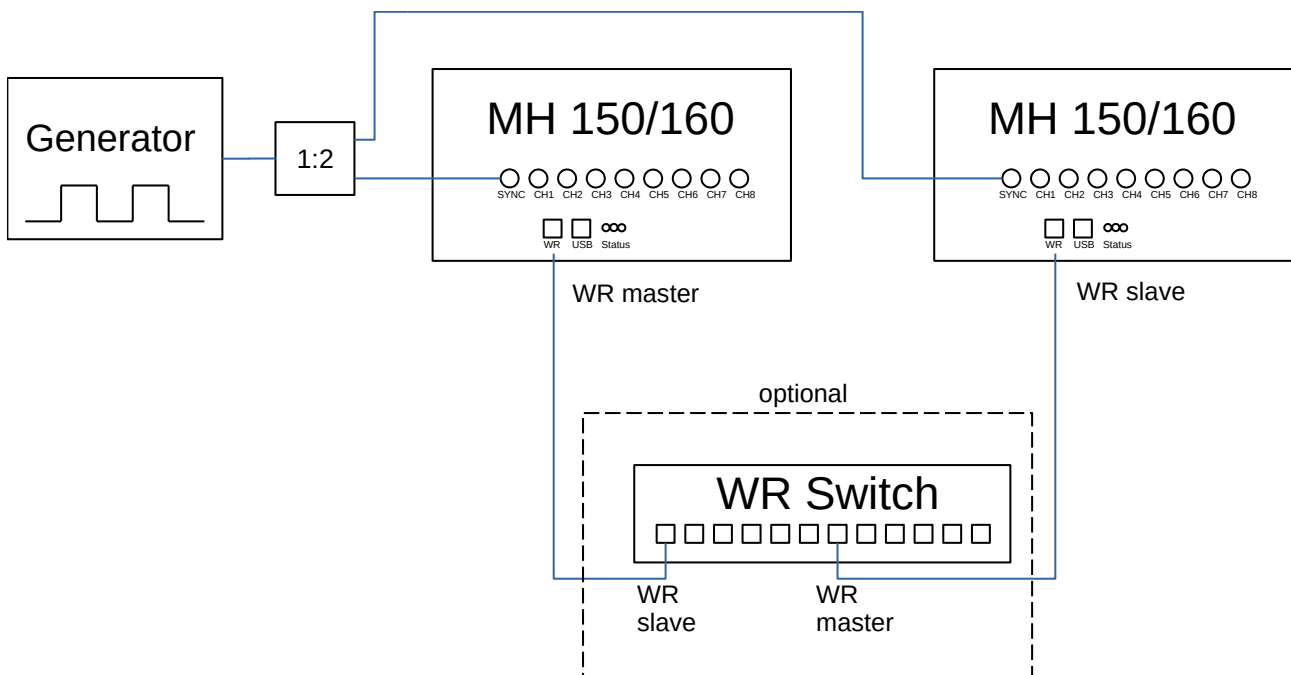 Generator
1:2
MH 150/160
SYNC CH1 CH2 CH3 CH4 CH5 CH6 CH7 CH8
WR USB Status
WR master
MH 150/160
SYNC CH1 CH2 CH3 CH4 CH5 CH6 CH7 CH8
WR USB Status
WR slave
optional
WR Switch
WR
slave
WR
master